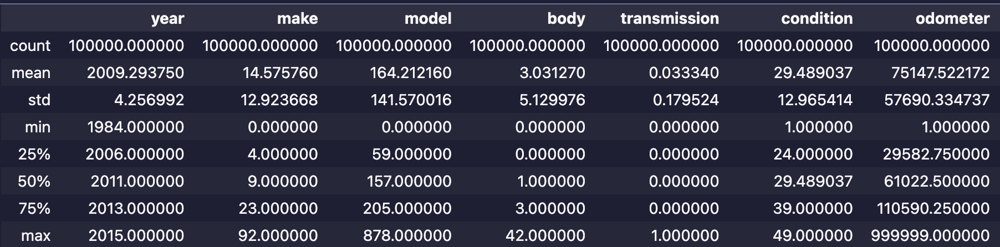 year make model body transmission condition odometer
count 100000.000000 100000.000000 100000.000000 100000.000000 100000.000000 100000.000000 100000.000000
mean 2009.293750 14.575760 164.212160 3.031270 0.033340 29.489037 75147.522172
std 4.256992 12.923668 141.570016 5.129976 0.179524 12.965414 57690.334737
min 1984.000000 0.000000 0.000000 0.000000 0.000000 1.000000 1.000000
25% 2006.000000 4.000000 59.000000 0.000000 0.000000 24.000000 29582.750000
50% 2011.000000 9.000000 157.000000 1.000000 0.000000 29.489037 61022.500000
75% 2013.000000 23.000000 205.000000 3.000000 0.000000 39.000000 110590.250000
max 2015.000000 92.000000 878.000000 42.000000 1.000000 49.000000 999999.000000